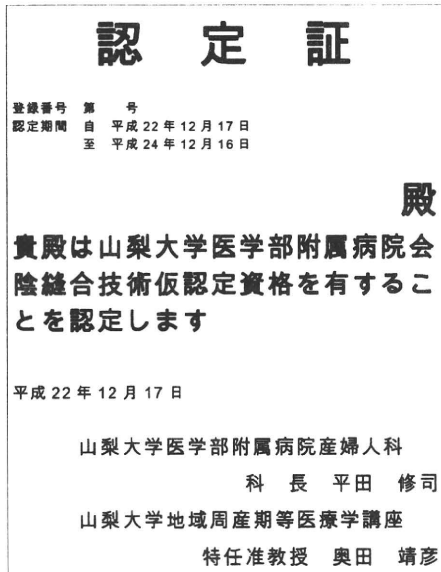 認定証
登録番号 第 号
認定期間 自 平成22年12月17日
至 平成24年12月16日
殿
貴殿は山梨大学医学部附属病院会
陰縫合技術仮認定資格を有するこ
とを認定します
平成22年12月17日
山梨大学医学部附属病院産婦人科
科 長 平田 修司
山梨大学地域周産期等医療学講座
特任准教授 奥田 靖彦